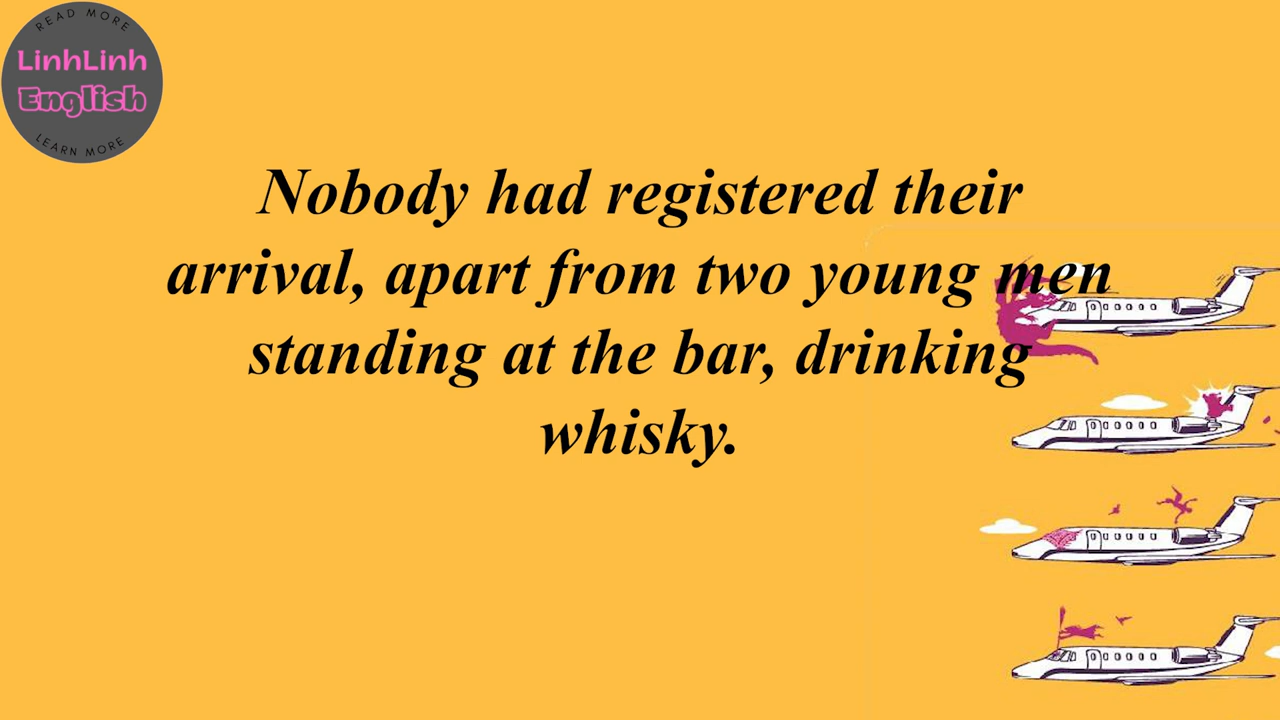 READ MORE
LinhLinh
English
LEARN MORE
Nobody had registered their
arrival, apart from two young men
standing at the bar, drinking
whisky.